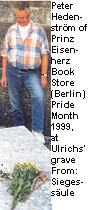 Peter
Heden-
ström of
Prinz
Eisen-
herz
Book
Store
(Berlin)
Pride
Month
1999,
at
Ulrichs'
grave
From:
Sieges-
säule